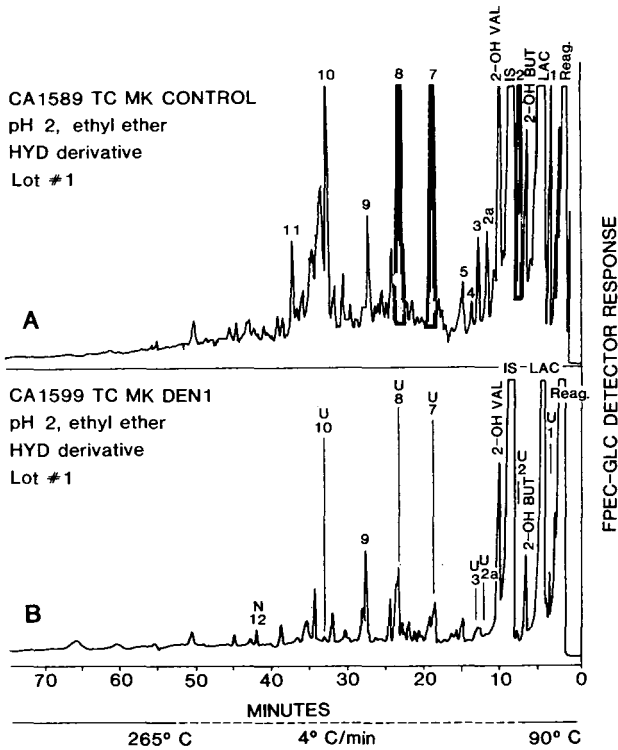 CA1589 TC MK CONTROL
pH 2, ethyl ether
HYD derivative
Lot #1
A
11
10
9
8
7
5
4
3
2a
2-OH VAL
IS
2
2-OH BUT
LAC
1
Reag.
CA1599 TC MK DEN1
pH 2, ethyl ether
HYD derivative
Lot #1
B
N
12
U
10
9
U
8
U
7
U
3
U
2a
2-OH VAL
IS-LAC
U
2
2-OH BUT
U
1
Reag.
FPEC-GLC DETECTOR RESPONSE
70 60 50 40 30 20 10 0
MINUTES
265° C 4° C/min 90° C